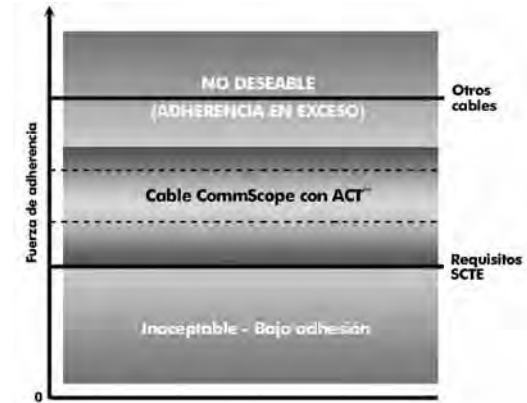 NO DESEABLE
(ADHERENCIA EN EXCESO)
Otros
cables
Cable CommScope con ACT™
Fuerza de adherencia
Requisitos
SCTE
Inaceptable - Baja adhesión
0